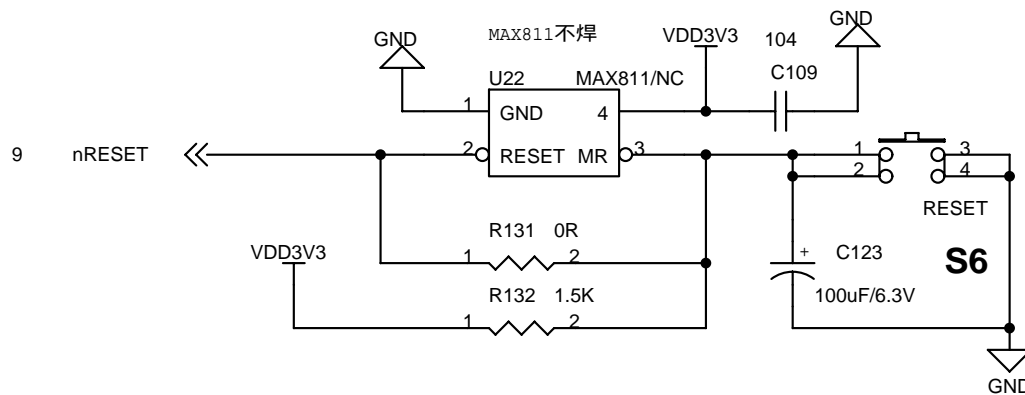 GND
MAX811不焊
VDD3V3
104
GND
C109
U22
MAX811/NC
1
GND
4
9
nRESET
2
RESET
MR
3
1
3
2
4
RESET
R131
0R
VDD3V3
1
2
C123
S6
+
R132
1.5K
100uF/6.3V
1
2
GND